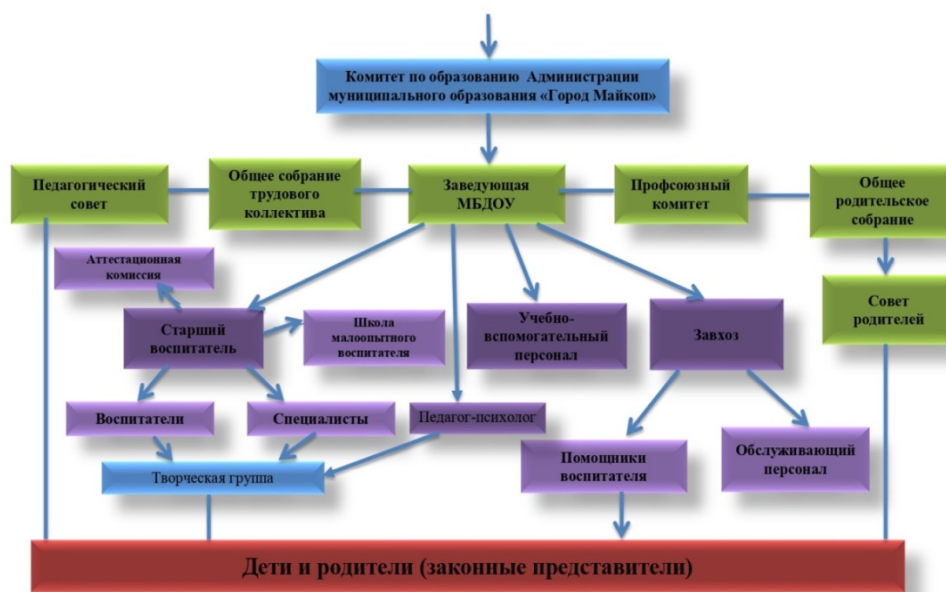 Комитет по образованию Администрации
муниципального образования «Город Майкоп»
Педагогический
совет
Общее собрание
трудового
коллектива
Заведующая
МБДОУ
Профсоюзный
комитет
Общее
родительское
собрание
Аттестационная
комиссия
Старший
воспитатель
Школа
малоопытного
воспитателя
Учебно-
вспомогательный
персонал
Завхоз
Совет
родителей
Воспитатели
Специалисты
Педагог-психолог
Помощники
воспитателя
Обслуживающий
персонал
Творческая группа
Дети и родители (законные представители)